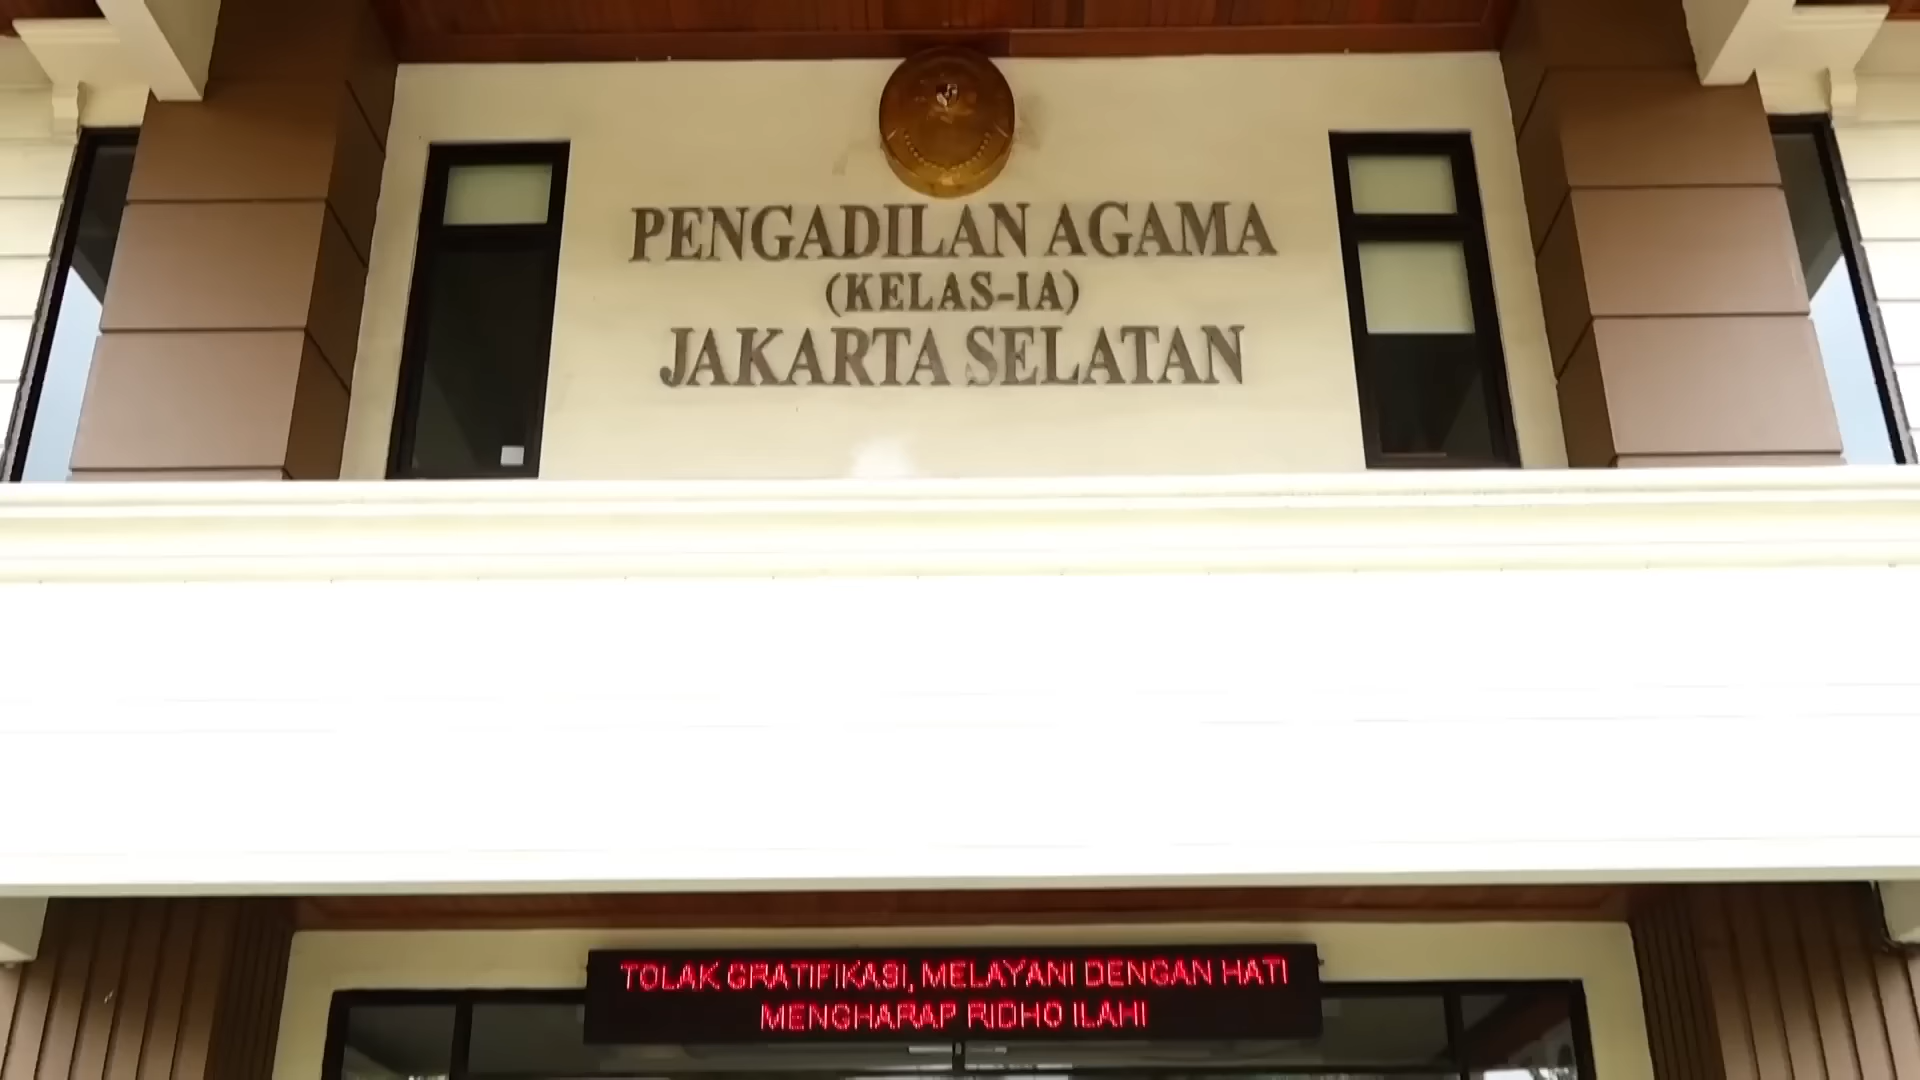 PENGADILAN AGAMA
(KELAS-IA)
JAKARTA SELATAN
TOLAK GRATIFIKASI, MELAYANI DENGAN HATI
MENGHARAP RIDHO ILAHI